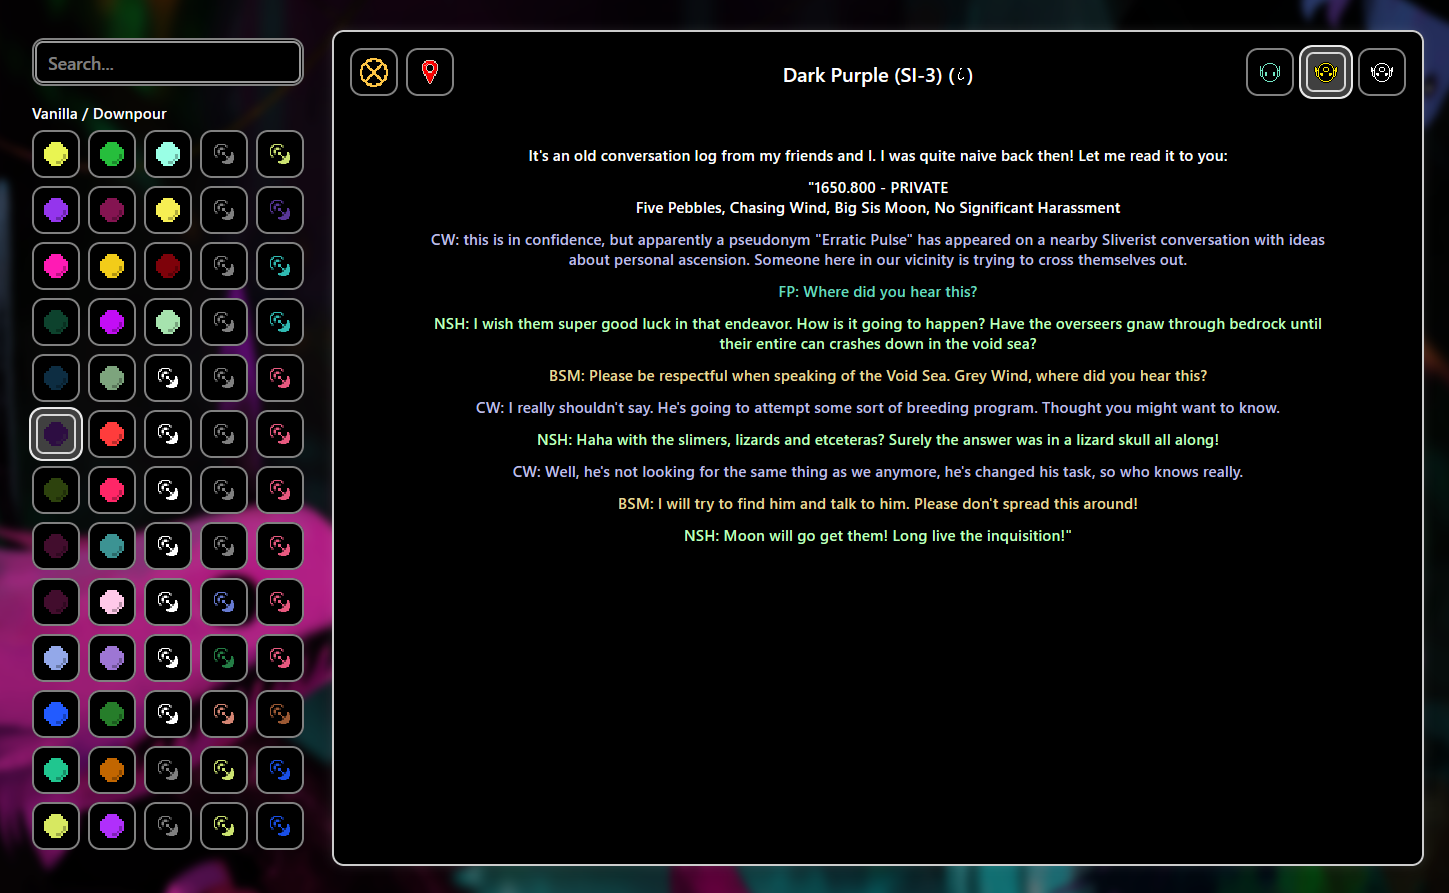 Search...
Vanilla / Downpour
Dark Purple (SI-3)
It's an old conversation log from my friends and I. I was quite naive back then! Let me read it to you:
"1650.800 - PRIVATE
Five Pebbles, Chasing Wind, Big Sis Moon, No Significant Harassment
CW: this is in confidence, but apparently a pseudonym "Erratic Pulse" has appeared on a nearby Sliverist conversation with ideas
about personal ascension. Someone here in our vicinity is trying to cross themselves out.
FP: Where did you hear this?
NSH: I wish them super good luck in that endeavor. How is it going to happen? Have the overseers gnaw through bedrock until
their entire can crashes down in the void sea?
BSM: Please be respectful when speaking of the Void Sea. Grey Wind, where did you hear this?
CW: I really shouldn't say. He's going to attempt some sort of breeding program. Thought you might want to know.
NSH: Haha with the slimers, lizards and etceteras? Surely the answer was in a lizard skull all along!
CW: Well, he's not looking for the same thing as we anymore, he's changed his task, so who knows really.
BSM: I will try to find him and talk to him. Please don't spread this around!
NSH: Moon will go get them! Long live the inquisition!"